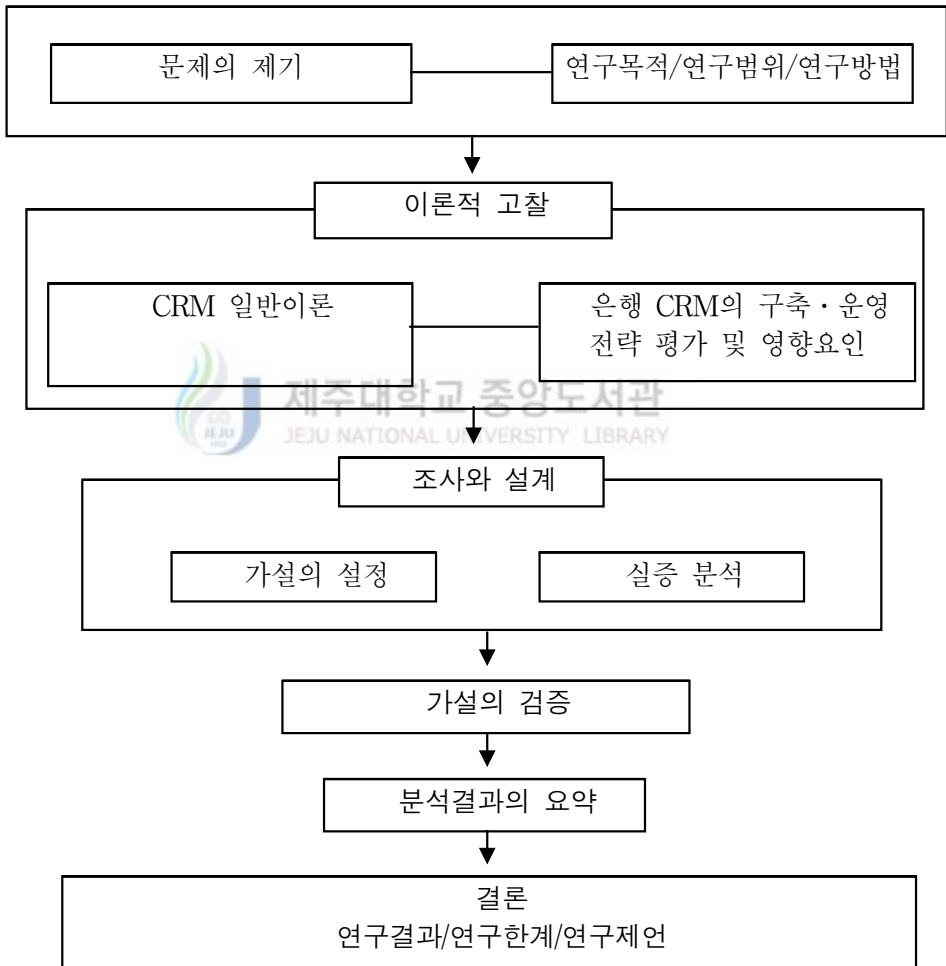 문제의 제기
연구목적/연구범위/연구방법
이론적 고찰
CRM 일반이론
은행 CRM의 구축·운영
전략 평가 및 영향요인
제주대학교 중앙도서관
JEJU NATIONAL UNIVERSITY LIBRARY
JEJU
1952
조사와 설계
가설의 설정
실증 분석
가설의 검증
분석결과의 요약
결론
연구결과/연구한계/연구제언